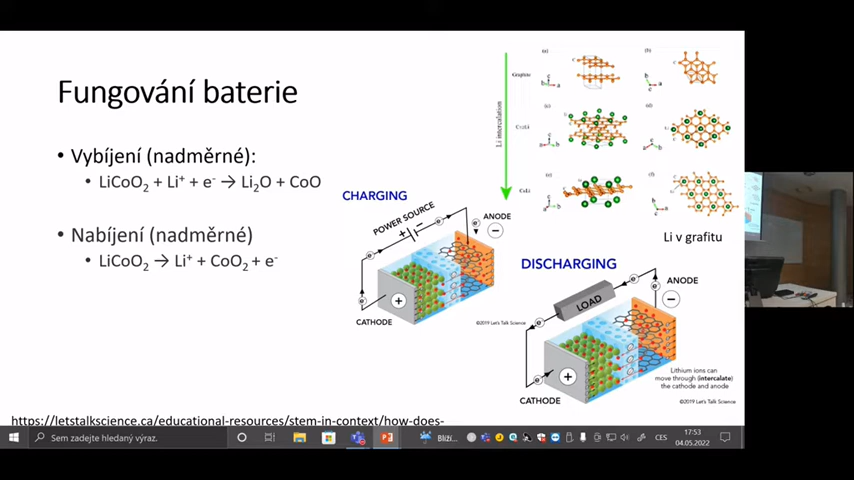 Fungování baterie
• Vybíjení (nadměrné):
• LiCoO₂ + Li⁺ + e⁻ → Li₂O + CoO
• Nabíjení (nadměrné)
• LiCoO₂ → Li⁺ + CoO₂ + e⁻
CHARGING
POWER SOURCE
+ −
e e e e
ANODE
−
+
CATHODE
©2019 Let's Talk Science
Li intercalation
Graphite
(a)
(b)
(c)
(d)
(e)
(f)
Li v grafitu
DISCHARGING
LOAD
e e e e
ANODE
−
+
CATHODE
Lithium ions can
move through (intercalate)
the cathode and anode
©2019 Let's Talk Science
https://letstalkscience.ca/educational-resources/stem-in-context/how-does-
Sem zadejte hledaný výraz.
Blíží...
CES
17:53
04.05.2022